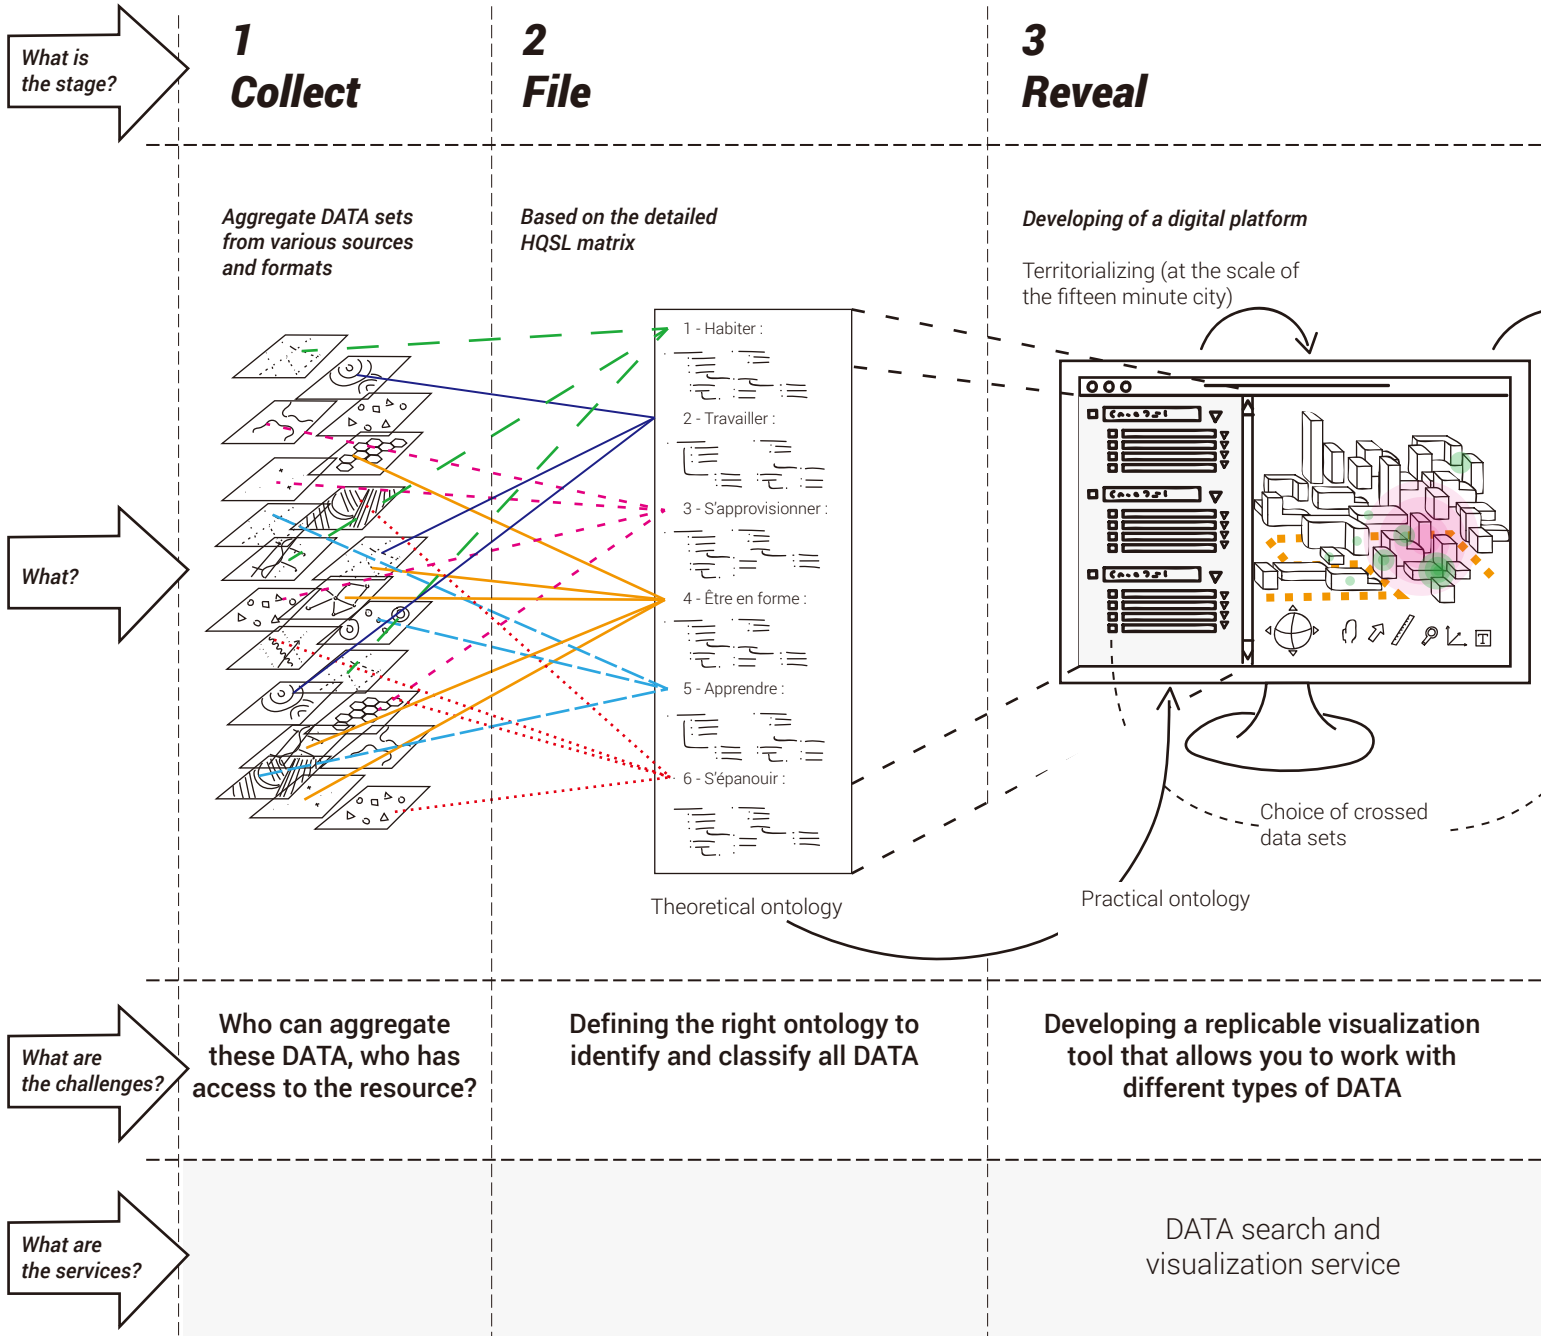 What is
the stage?
1
Collect
2
File
3
Reveal
What?
Aggregate DATA sets
from various sources
and formats
Based on the detailed
HQSL matrix
1 - Habiter :
2 - Travailler :
3 - S'approvisionner :
4 - Être en forme :
5 - Apprendre :
6 - S'épanouir :
Theoretical ontology
Developing of a digital platform
Territorializing (at the scale of
the fifteen minute city)
T
Choice of crossed
data sets
Practical ontology
What are
the challenges?
Who can aggregate
these DATA, who has
access to the resource?
Defining the right ontology to
identify and classify all DATA
Developing a replicable visualization
tool that allows you to work with
different types of DATA
What are
the services?
DATA search and
visualization service